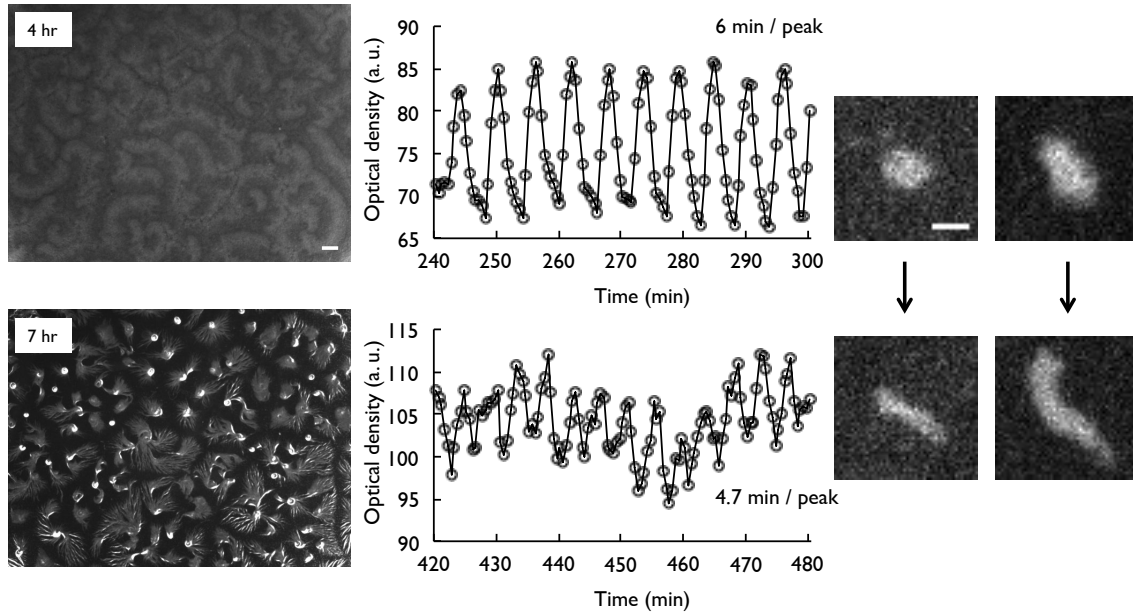 4 hr
Optical density (a.u.)
90
85
80
75
70
65
6 min / peak
240 250 260 270 280 290 300
Time (min)
7 hr
Optical density (a.u.)
115
110
105
100
95
90
4.7 min / peak
420 430 440 450 460 470 480
Time (min)